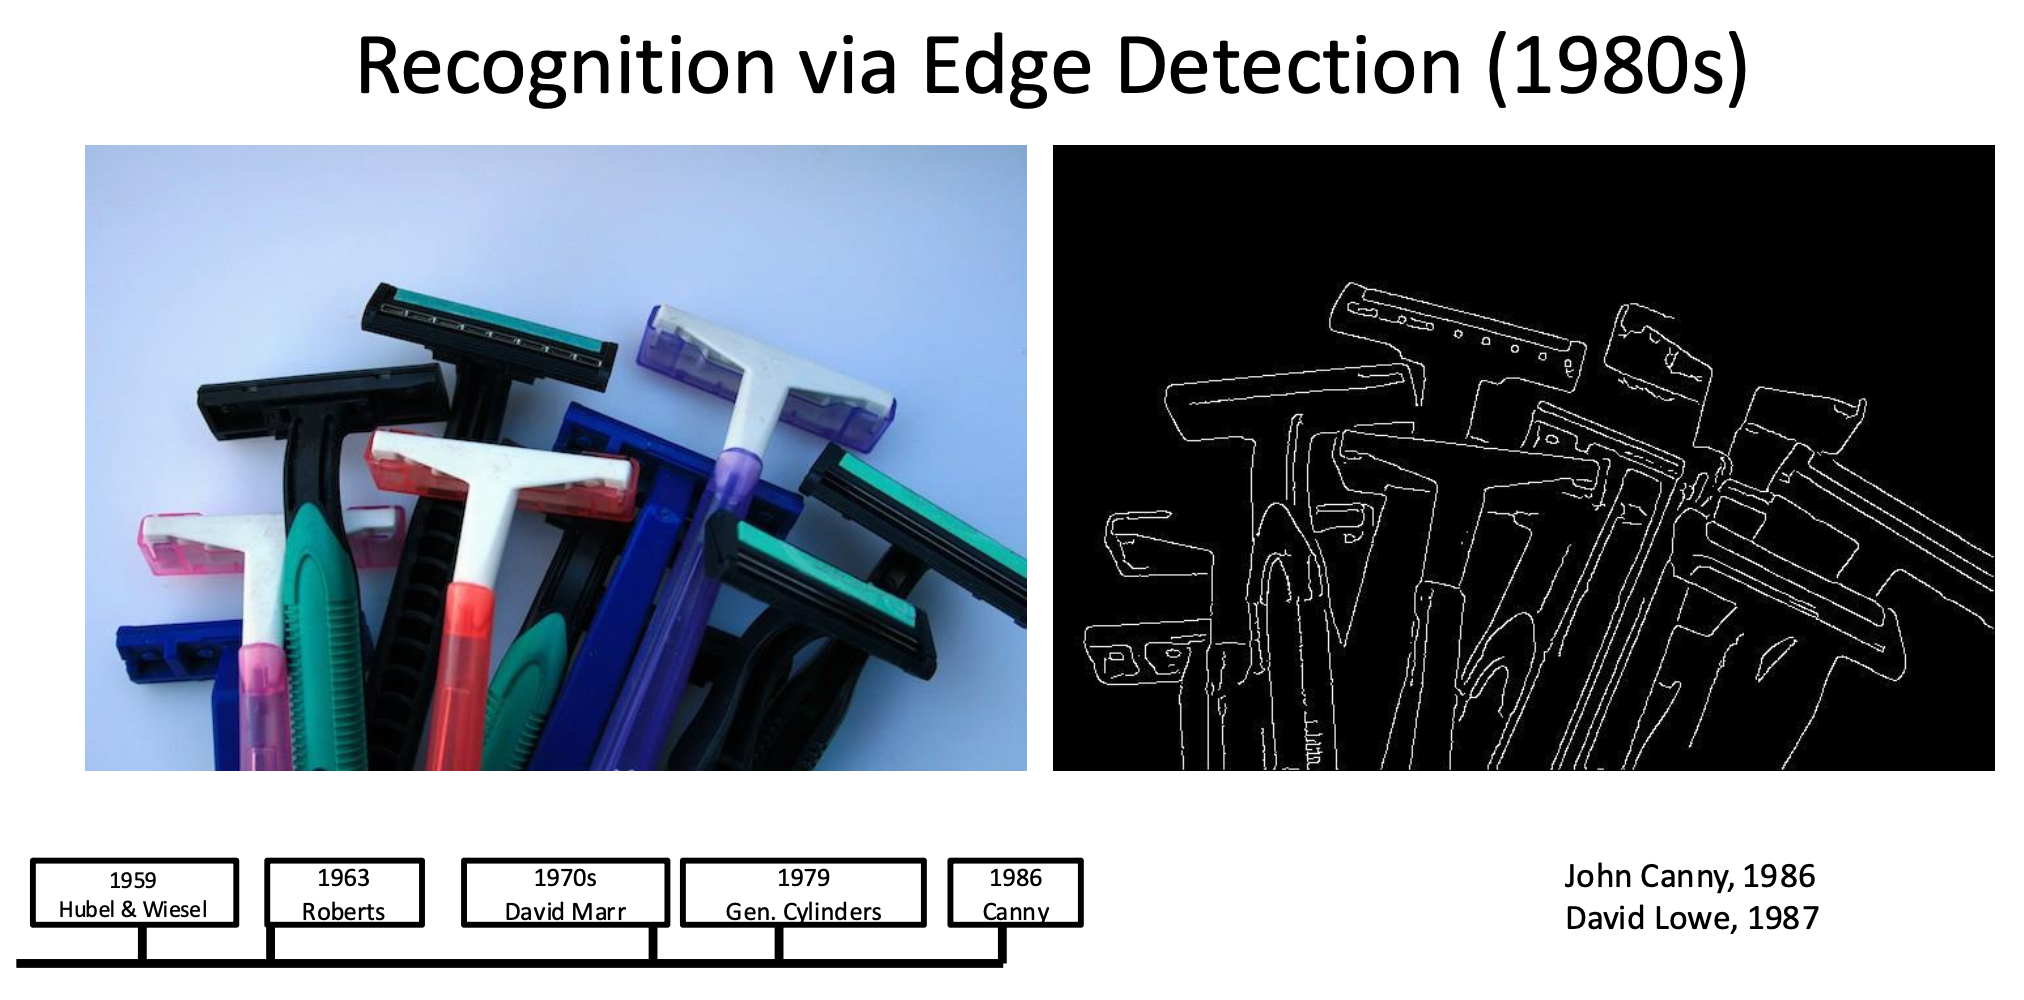 Recognition via Edge Detection (1980s)
1959
Hubel & Wiesel
1963
Roberts
1970s
David Marr
1979
Gen. Cylinders
1986
Canny
John Canny, 1986
David Lowe, 1987